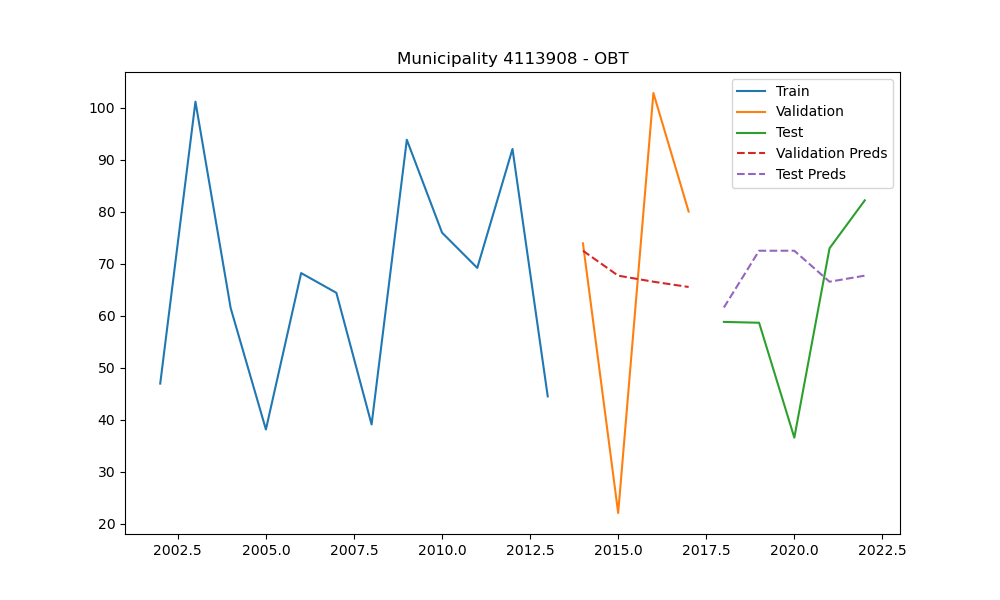 Municipality 4113908 - OBT
Train
Validation
Test
Validation Preds
Test Preds
100
90
80
70
60
50
40
30
20
2002.5 2005.0 2007.5 2010.0 2012.5 2015.0 2017.5 2020.0 2022.5